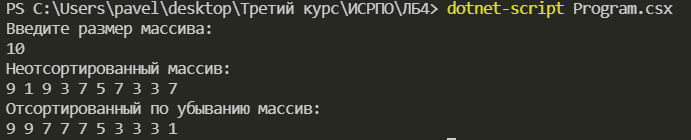 PS C:\Users\pavel\desktop\Третий курс\ИСРПО\ЛБ4> dotnet-script Program.csx
Введите размер массива:
10
Неотсортированный массив:
9 1 9 3 7 5 7 3 3 7
Отсортированный по убыванию массив:
9 9 7 7 7 5 3 3 3 1